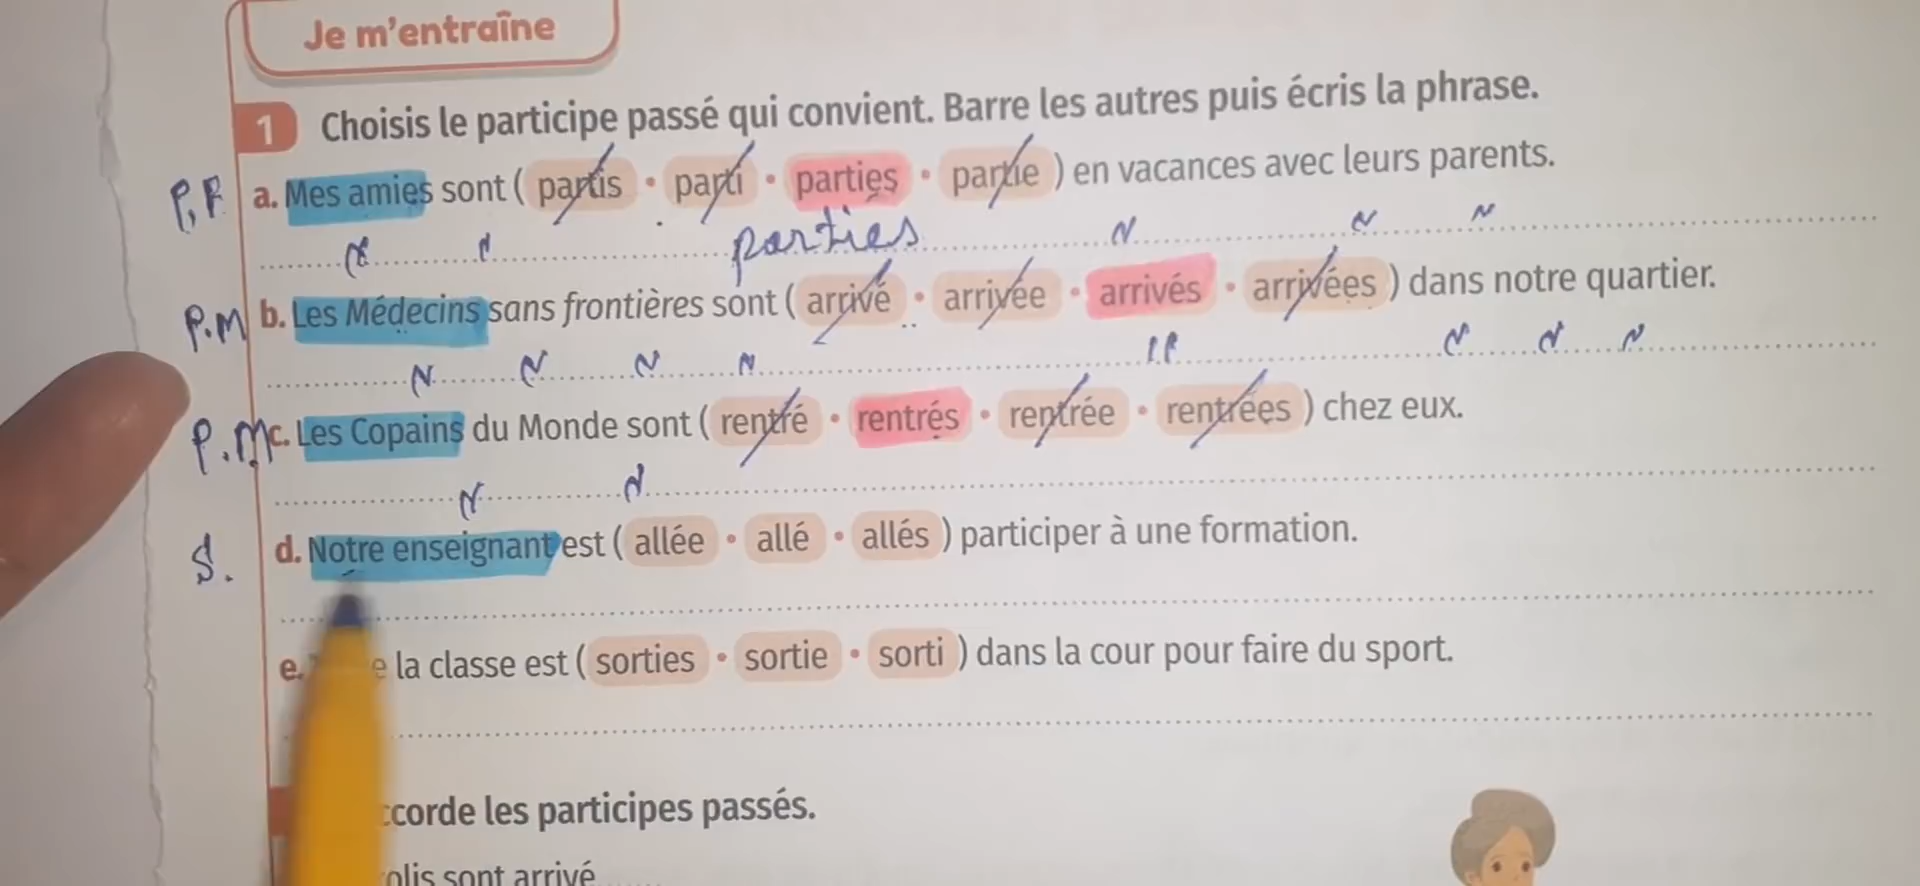 Je m'entraîne
1 Choisis le participe passé qui convient. Barre les autres puis écris la phrase.
P.F a. Mes amies sont ( partis • parti • parties • partie ) en vacances avec leurs parents.
parties
P.M b. Les Médecins sans frontières sont ( arrivé • arrivée • arrivés • arrivées ) dans notre quartier.
P.M c. Les Copains du Monde sont ( rentré • rentrés • rentrée • rentrées ) chez eux.
S. d. Notre enseignant est ( allée • allé • allés ) participer à une formation.
e. la classe est ( sorties • sortie • sorti ) dans la cour pour faire du sport.
ccorde les participes passés.
olis sont arrivé